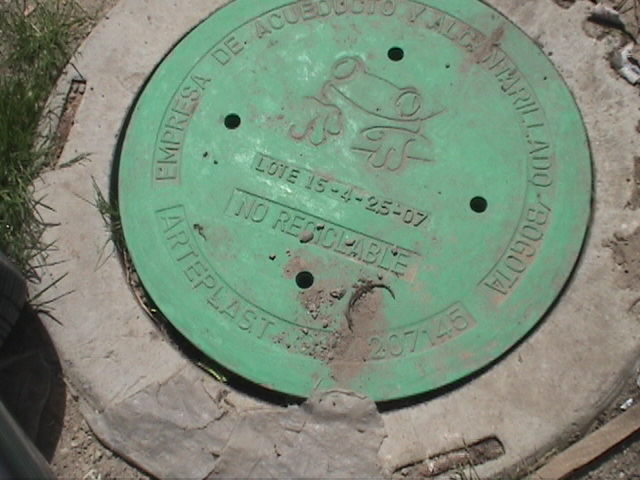 EMPRESA DE ACUEDUCTO Y ALCANTARILLADO-BOGOTA
LOTE 15-4-25-07
NO RECICLABLE
ARTEPLAST 207145